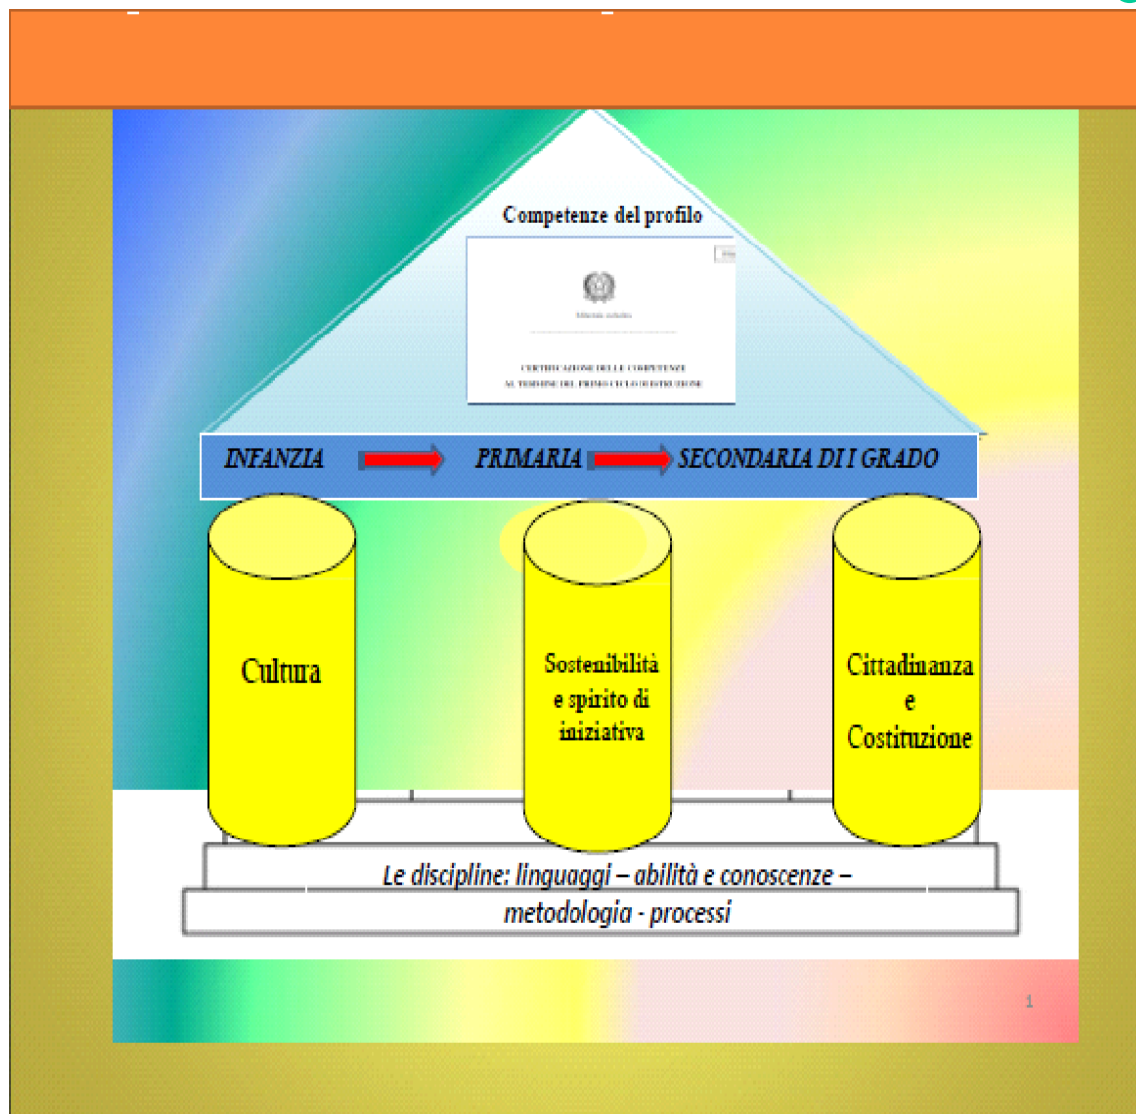 Competenze del profilo
CERTIFICAZIONE DELLE COMPETENZE
AL TERMINE DEL PRIMO CICLO DI ISTRUZIONE
INFANZIA PRIMARIA SECONDARIA DI I GRADO
Cultura
Sostenibilità
e spirito di
iniziativa
Cittadinanza
e
Costituzione
Le discipline: linguaggi – abilità e conoscenze –
metodologia - processi
1